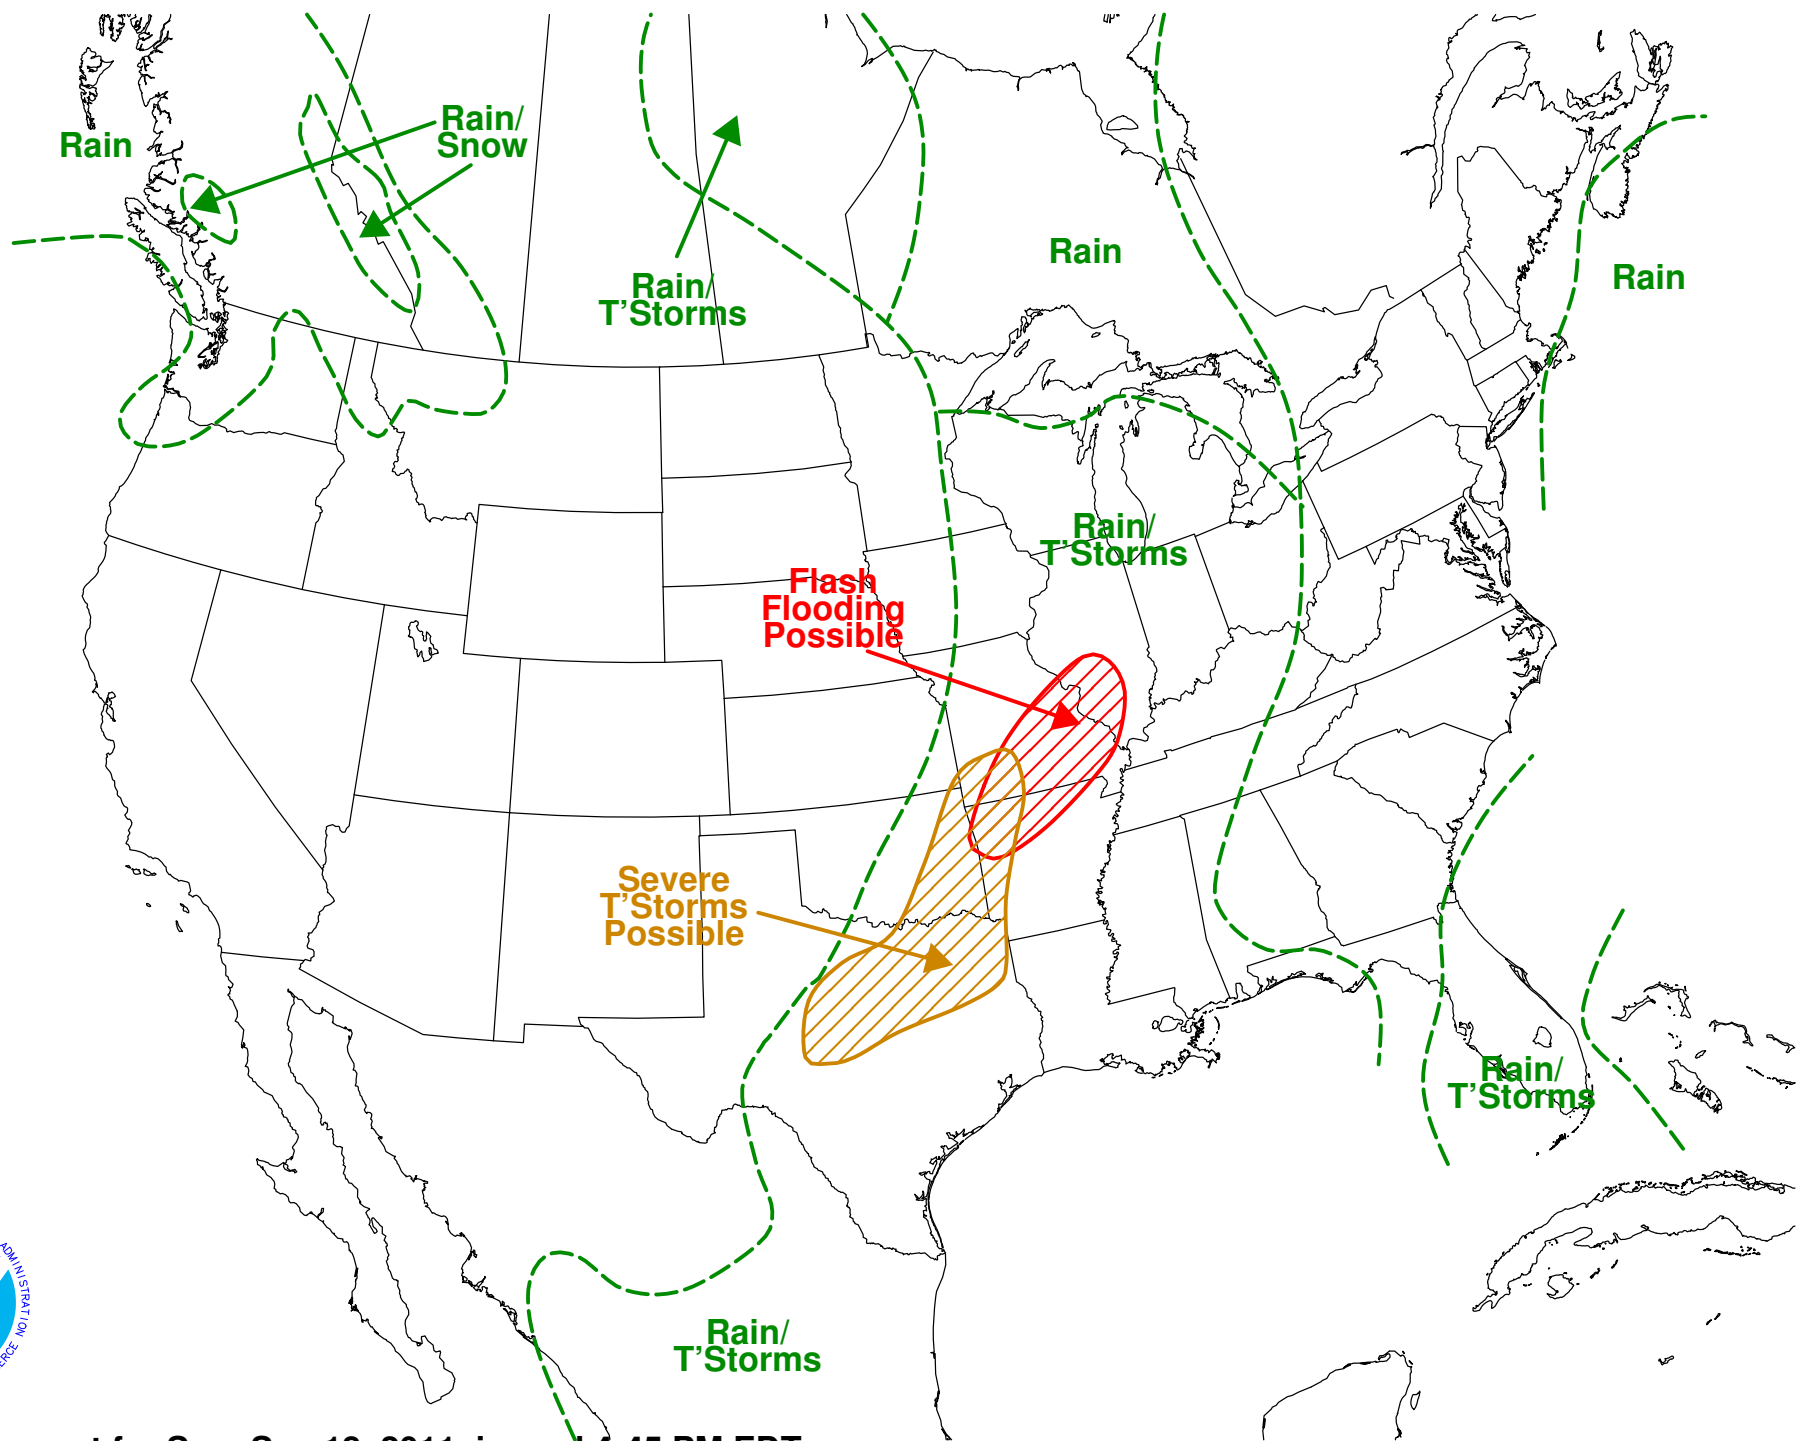 Rain
Rain/
Snow
Rain/
T'Storms
Rain
Rain
Rain/
T'Storms
Flash
Flooding
Possible
Severe
T'Storms
Possible
Rain/
T'Storms
Rain/
T'Storms
ADMINISTRATION